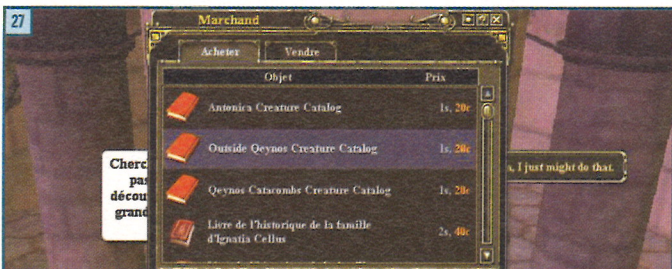 27
Marchand
Acheter
Vendre
Objet
Prix
Antonica Creature Catalog
1s, 20c
Outside Qeynos Creature Catalog
1s, 20c
Qeynos Catacombs Creature Catalog
1s, 20c
Livre de l'historique de la famille
d'Ignatia Cellus
2s, 40c
Cherc
pas
décou
grand
, I just might do that.